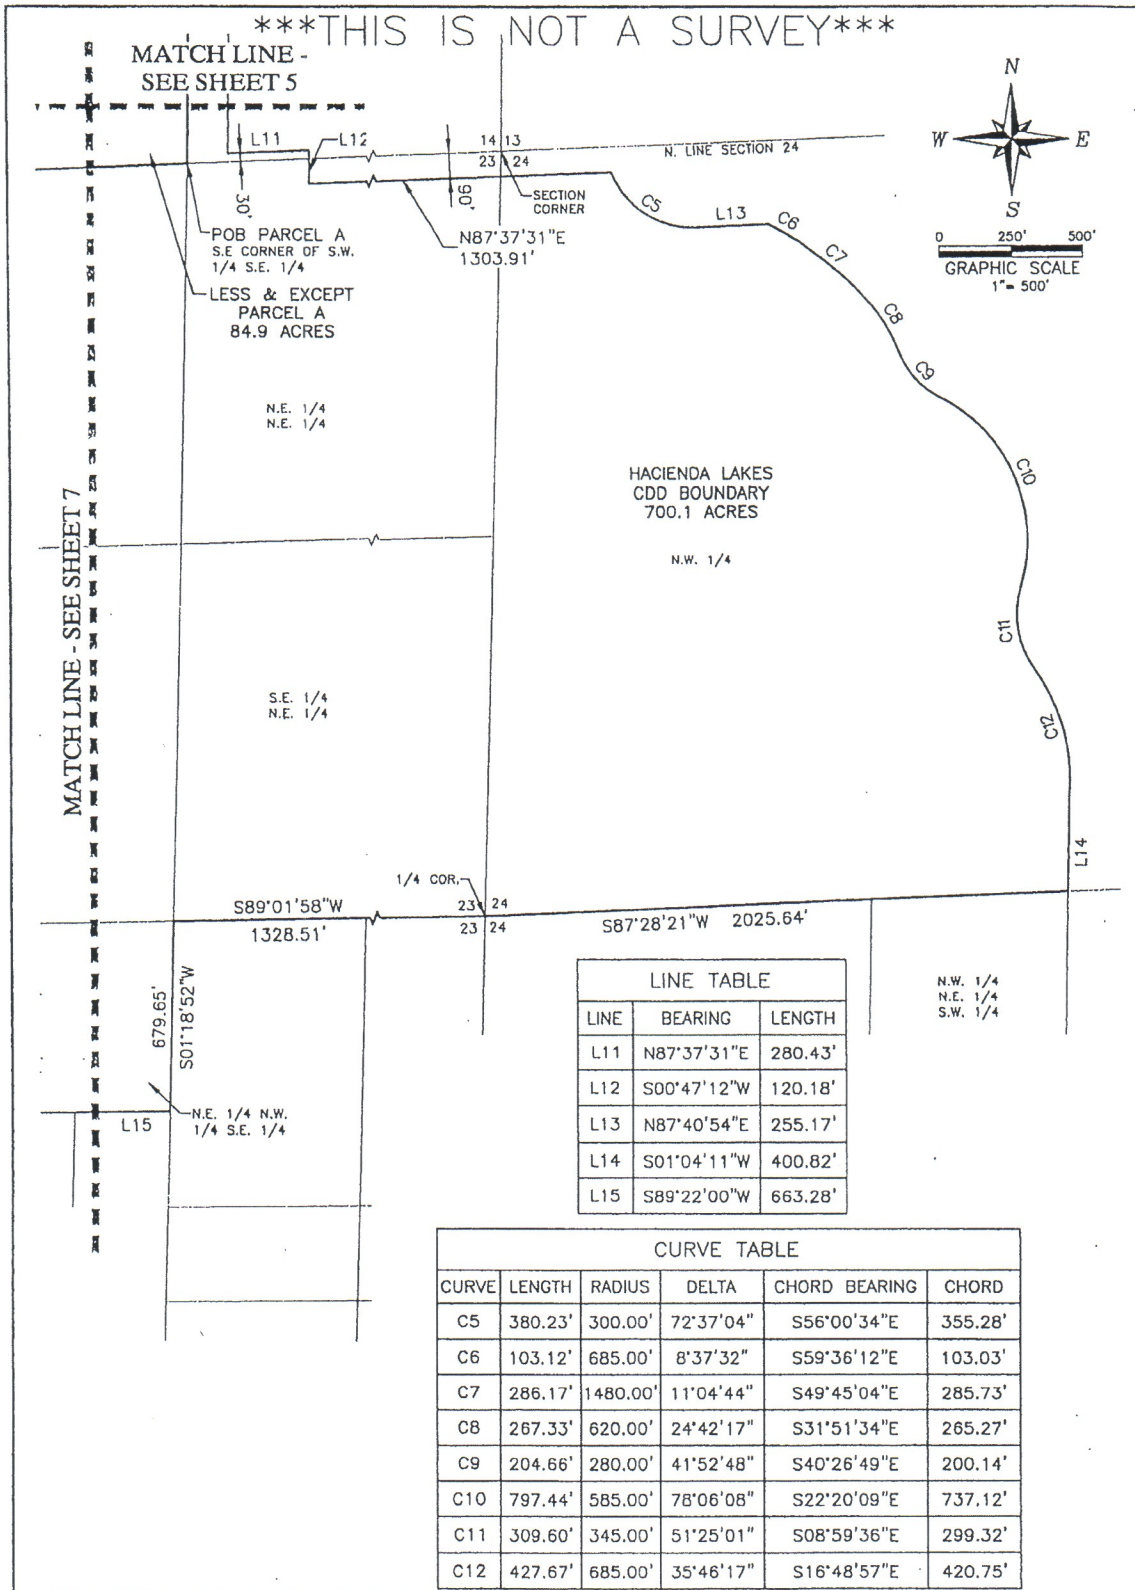 ***THIS IS NOT A SURVEY***
MATCH LINE -
SEE SHEET 5
N
W E
S
0 250' 500'
GRAPHIC SCALE
1"= 500'
L11
L12
14 13
23 24
N. LINE SECTION 24
SECTION
CORNER
30'
90'
POB PARCEL A
S.E CORNER OF S.W.
1/4 S.E. 1/4
N87°37'31"E
1303.91'
C5
L13
C6
C7
C8
C9
C10
C11
C12
L14
LESS & EXCEPT
PARCEL A
84.9 ACRES
N.E. 1/4
N.E. 1/4
HACIENDA LAKES
CDD BOUNDARY
700.1 ACRES
N.W. 1/4
MATCH LINE - SEE SHEET 7
S.E. 1/4
N.E. 1/4
1/4 COR.
23 24
23 24
S89°01'58"W
1328.51'
S87°28'21"W 2025.64'
679.65'
S01°18'52"W
N.W. 1/4
N.E. 1/4
S.W. 1/4
N.E. 1/4 N.W.
1/4 S.E. 1/4
L15
LINE TABLE
LINE BEARING LENGTH
L11 N87°37'31"E 280.43'
L12 S00°47'12"W 120.18'
L13 N87°40'54"E 255.17'
L14 S01°04'11"W 400.82'
L15 S89°22'00"W 663.28'
CURVE TABLE
CURVE LENGTH RADIUS DELTA CHORD BEARING CHORD
C5 380.23' 300.00' 72°37'04" S56°00'34"E 355.28'
C6 103.12' 685.00' 8°37'32" S59°36'12"E 103.03'
C7 286.17' 1480.00' 11°04'44" S49°45'04"E 285.73'
C8 267.33' 620.00' 24°42'17" S31°51'34"E 265.27'
C9 204.66' 280.00' 41°52'48" S40°26'49"E 200.14'
C10 797.44' 585.00' 78°06'08" S22°20'09"E 737.12'
C11 309.60' 345.00' 51°25'01" S08°59'36"E 299.32'
C12 427.67' 685.00' 35°46'17" S16°48'57"E 420.75'